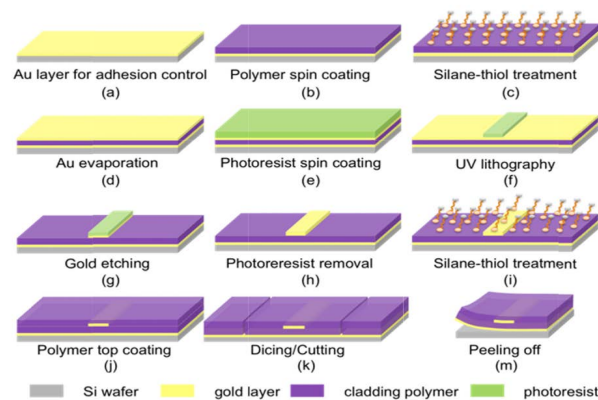 Au layer for adhesion control
(a)
Polymer spin coating
(b)
Silane-thiol treatment
(c)
Au evaporation
(d)
Photoresist spin coating
(e)
UV lithography
(f)
Gold etching
(g)
Photoreresist removal
(h)
Silane-thiol treatment
(i)
Polymer top coating
(j)
Dicing/Cutting
(k)
Peeling off
(m)
Si wafer
gold layer
cladding polymer
photoresist